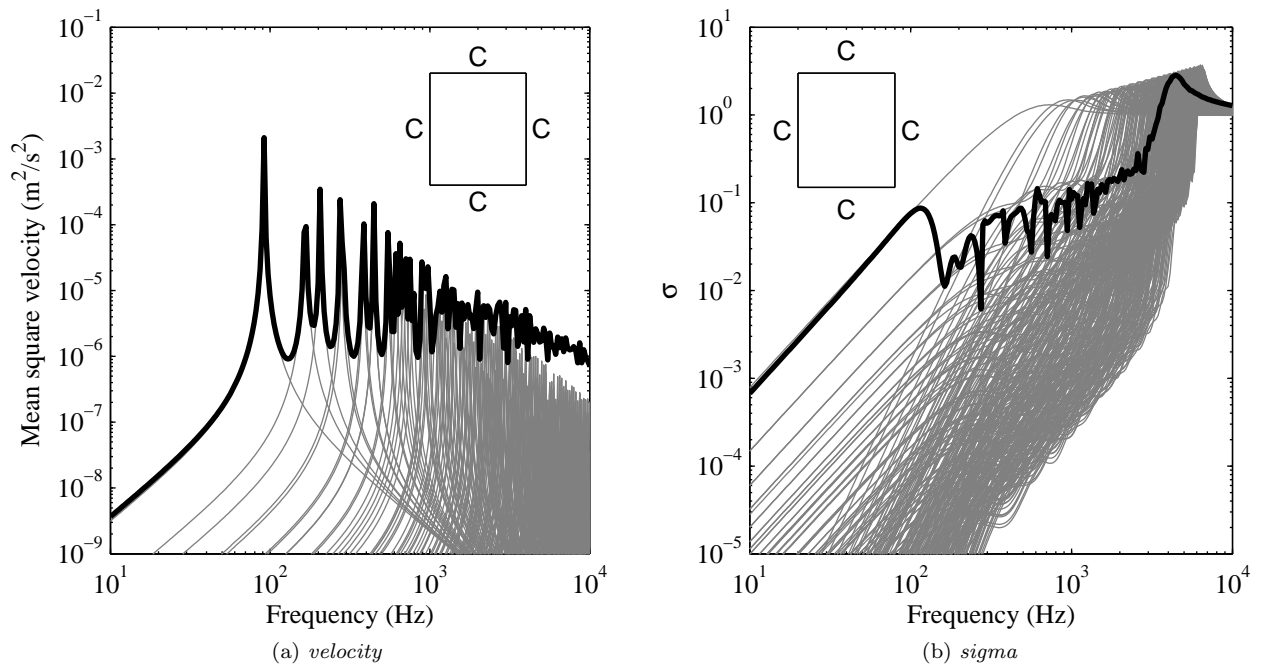 10^−1
10^−2
10^−3
10^−4
10^−5
10^−6
10^−7
10^−8
10^−9
Mean square velocity (m^2/s^2)
C
C C
C
10^1 10^2 10^3 10^4
Frequency (Hz)
(a) velocity
10^1
10^0
10^−1
10^−2
10^−3
10^−4
10^−5
σ
C
C C
C
10^1 10^2 10^3 10^4
Frequency (Hz)
(b) sigma